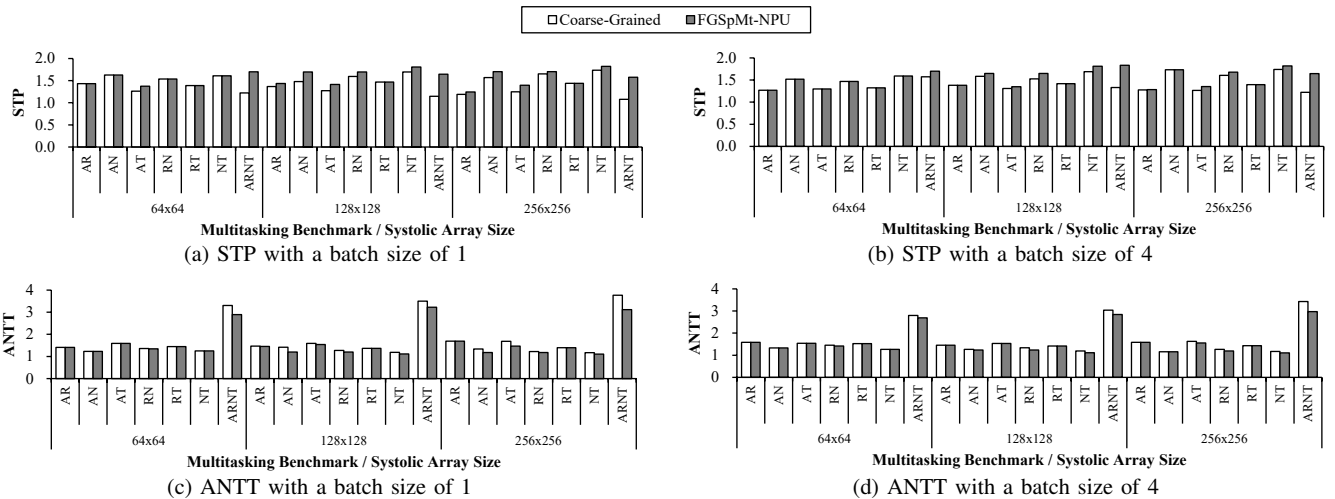 Coarse-Grained FGSpMt-NPU
STP
2.0
1.5
1.0
0.5
0.0
AR AN AT RN RT NT ARNT AR AN AT RN RT NT ARNT AR AN AT RN RT NT ARNT
64x64 128x128 256x256
Multitasking Benchmark / Systolic Array Size
(a) STP with a batch size of 1
STP
2.0
1.5
1.0
0.5
0.0
AR AN AT RN RT NT ARNT AR AN AT RN RT NT ARNT AR AN AT RN RT NT ARNT
64x64 128x128 256x256
Multitasking Benchmark / Systolic Array Size
(b) STP with a batch size of 4
ANTT
4
3
2
1
0
AR AN AT RN RT NT ARNT AR AN AT RN RT NT ARNT AR AN AT RN RT NT ARNT
64x64 128x128 256x256
Multitasking Benchmark / Systolic Array Size
(c) ANTT with a batch size of 1
ANTT
4
3
2
1
0
AR AN AT RN RT NT ARNT AR AN AT RN RT NT ARNT AR AN AT RN RT NT ARNT
64x64 128x128 256x256
Multitasking Benchmark / Systolic Array Size
(d) ANTT with a batch size of 4